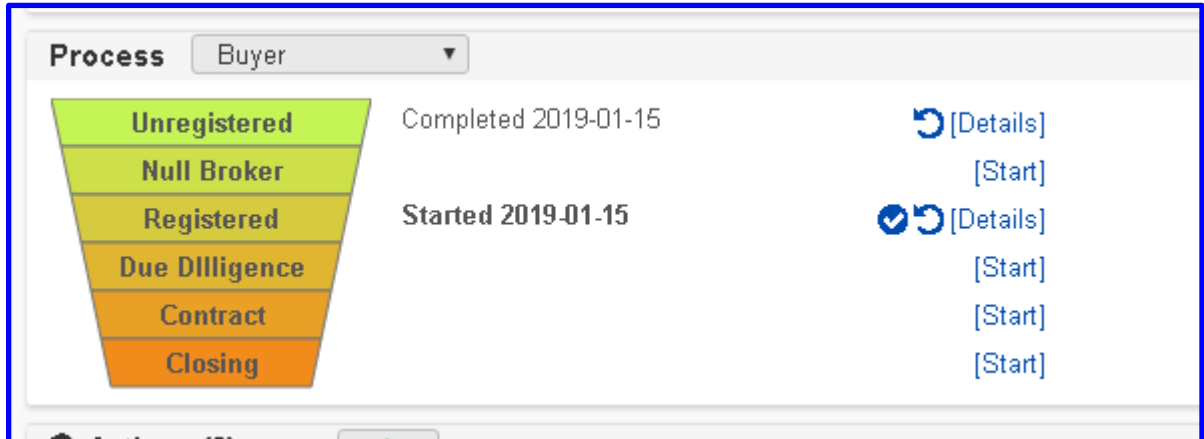 Process Buyer
Unregistered Completed 2019-01-15 [Details]
Null Broker [Start]
Registered Started 2019-01-15 [Details]
Due DIlligence [Start]
Contract [Start]
Closing [Start]